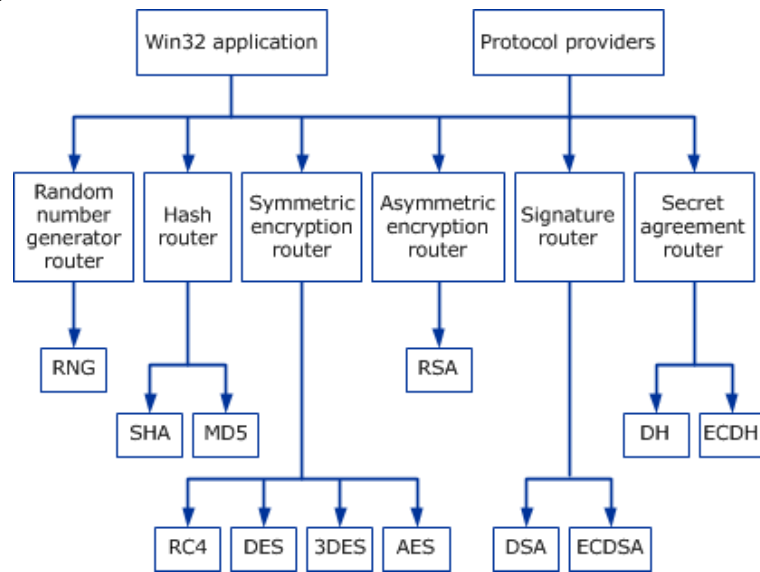 Win32 application
Protocol providers
Random
number
generator
router
Hash
router
Symmetric
encryption
router
Asymmetric
encryption
router
Signature
router
Secret
agreement
router
RNG
RSA
SHA
MD5
DH
ECDH
RC4
DES
3DES
AES
DSA
ECDSA